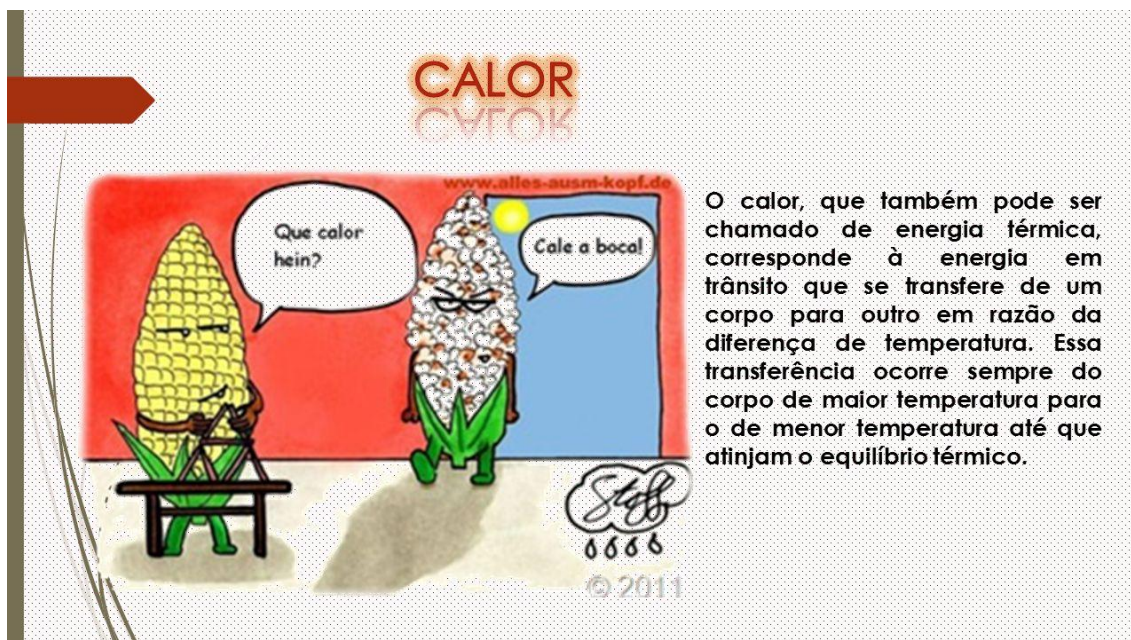 CALOR
www.alles-ausm-kopf.de
Que calor
hein?
Cale a boca!
O calor, que também pode ser
chamado de energia térmica,
corresponde à energia em
trânsito que se transfere de um
corpo para outro em razão da
diferença de temperatura. Essa
transferência ocorre sempre do
corpo de maior temperatura para
o de menor temperatura até que
atinjam o equilíbrio térmico.
© 2011